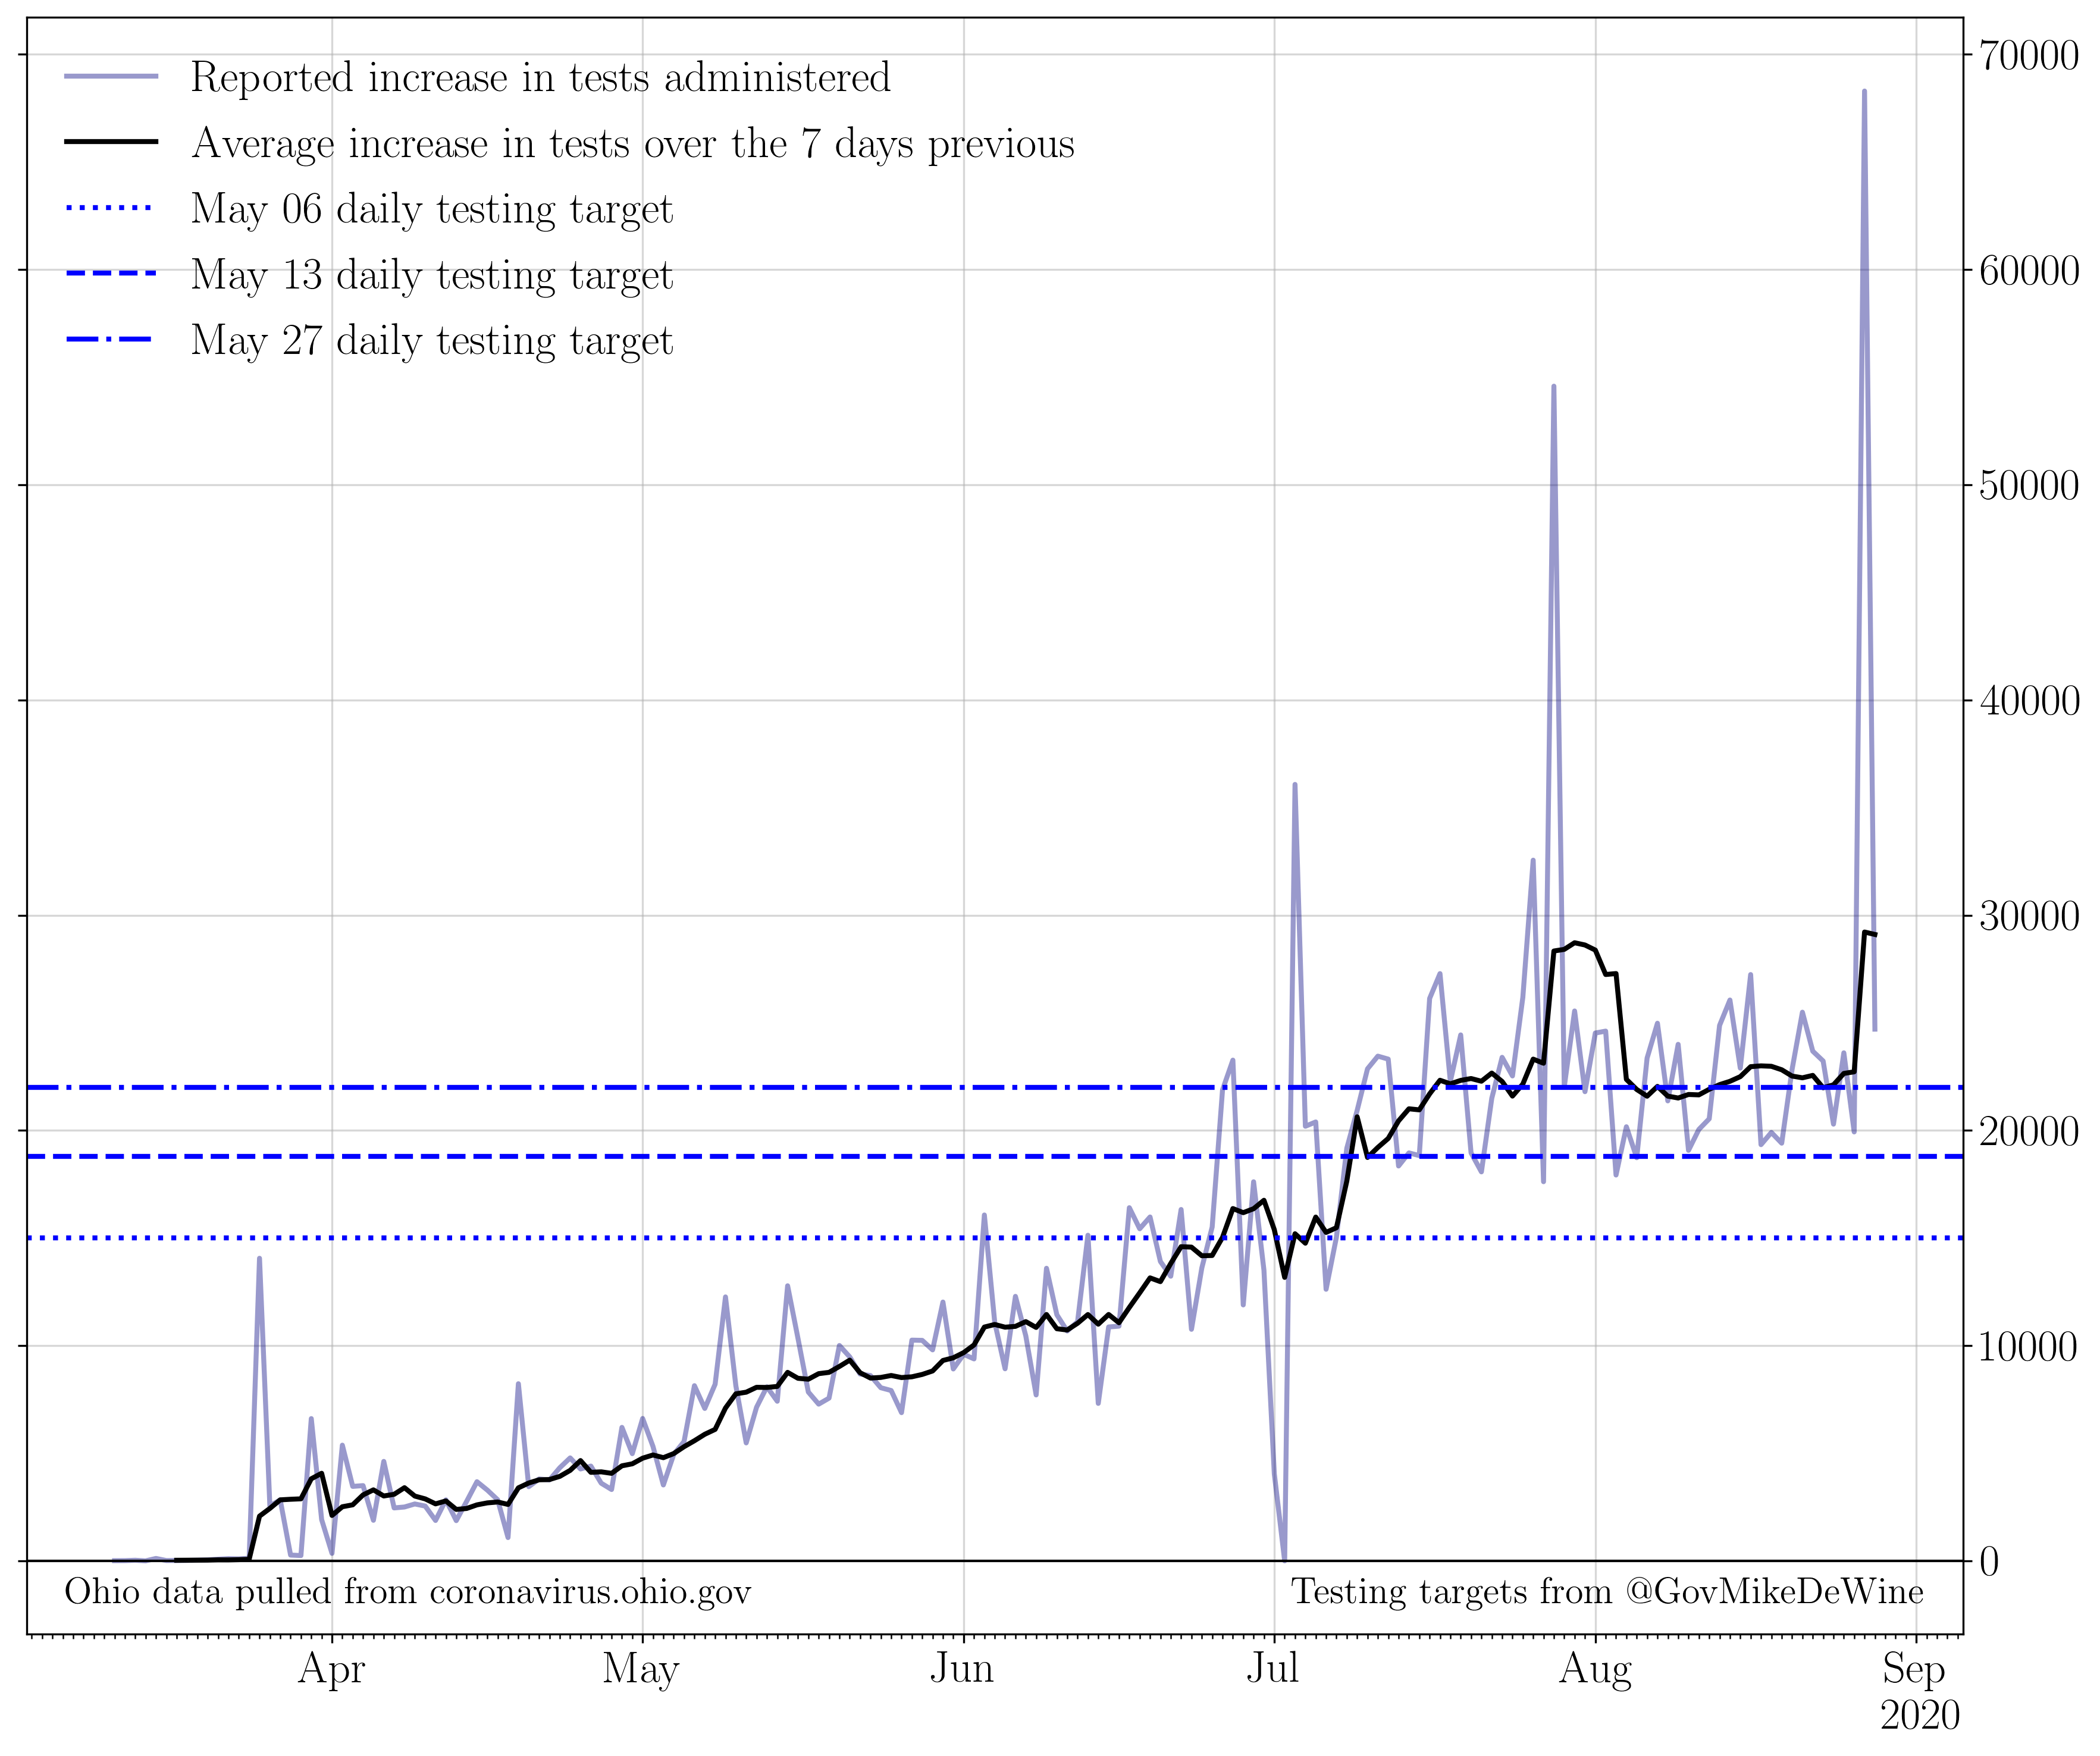 Reported increase in tests administered
Average increase in tests over the 7 days previous
May 06 daily testing target
May 13 daily testing target
May 27 daily testing target
70000
60000
50000
40000
30000
20000
10000
0
Ohio data pulled from coronavirus.ohio.gov
Testing targets from @GovMikeDeWine
Apr
May
Jun
Jul
Aug
Sep
2020